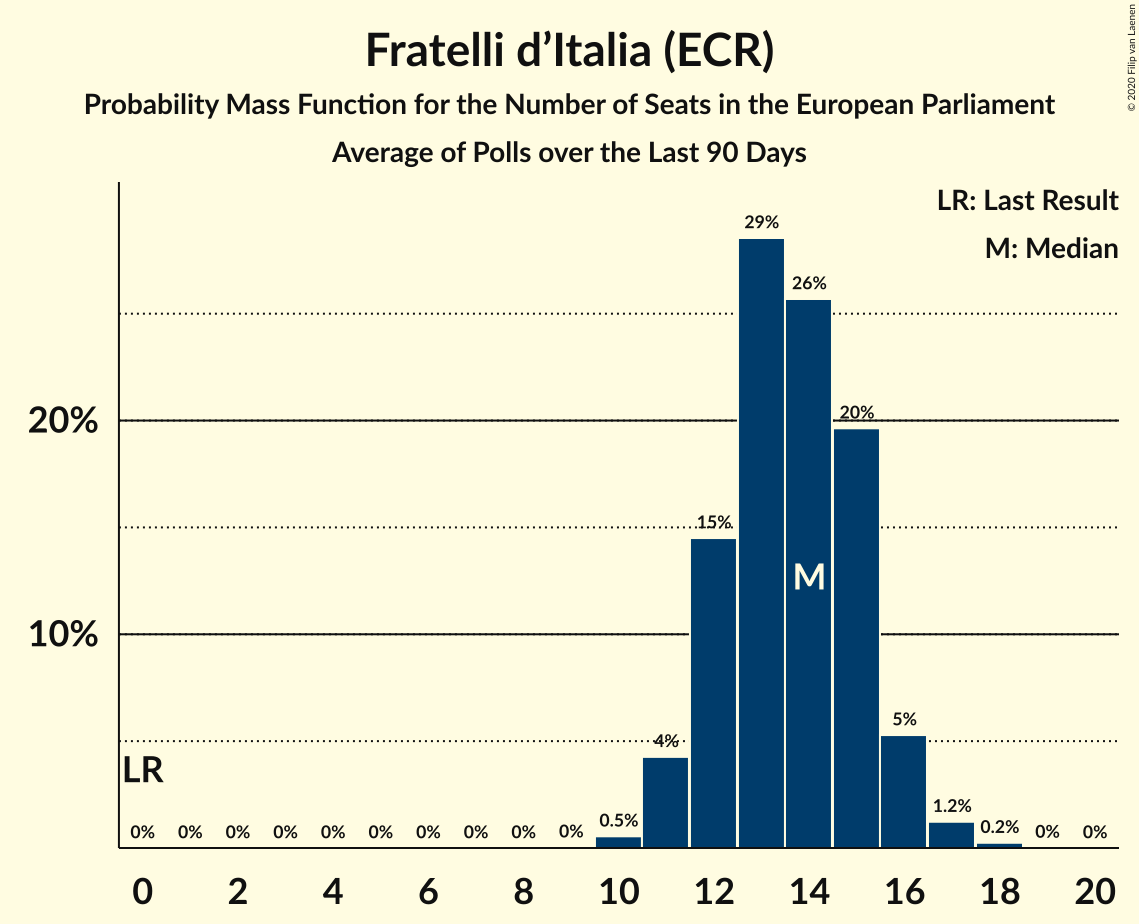 Fratelli d’Italia (ECR)
Probability Mass Function for the Number of Seats in the European Parliament
Average of Polls over the Last 90 Days
© 2020 Filip van Laenen
LR: Last Result
M: Median
29%
26%
20%
20%
15%
M
10%
5%
4%
LR
1.2%
0.5%
0.2%
0% 0% 0% 0% 0% 0% 0% 0% 0% 0% 0% 0%
0 2 4 6 8 10 12 14 16 18 20